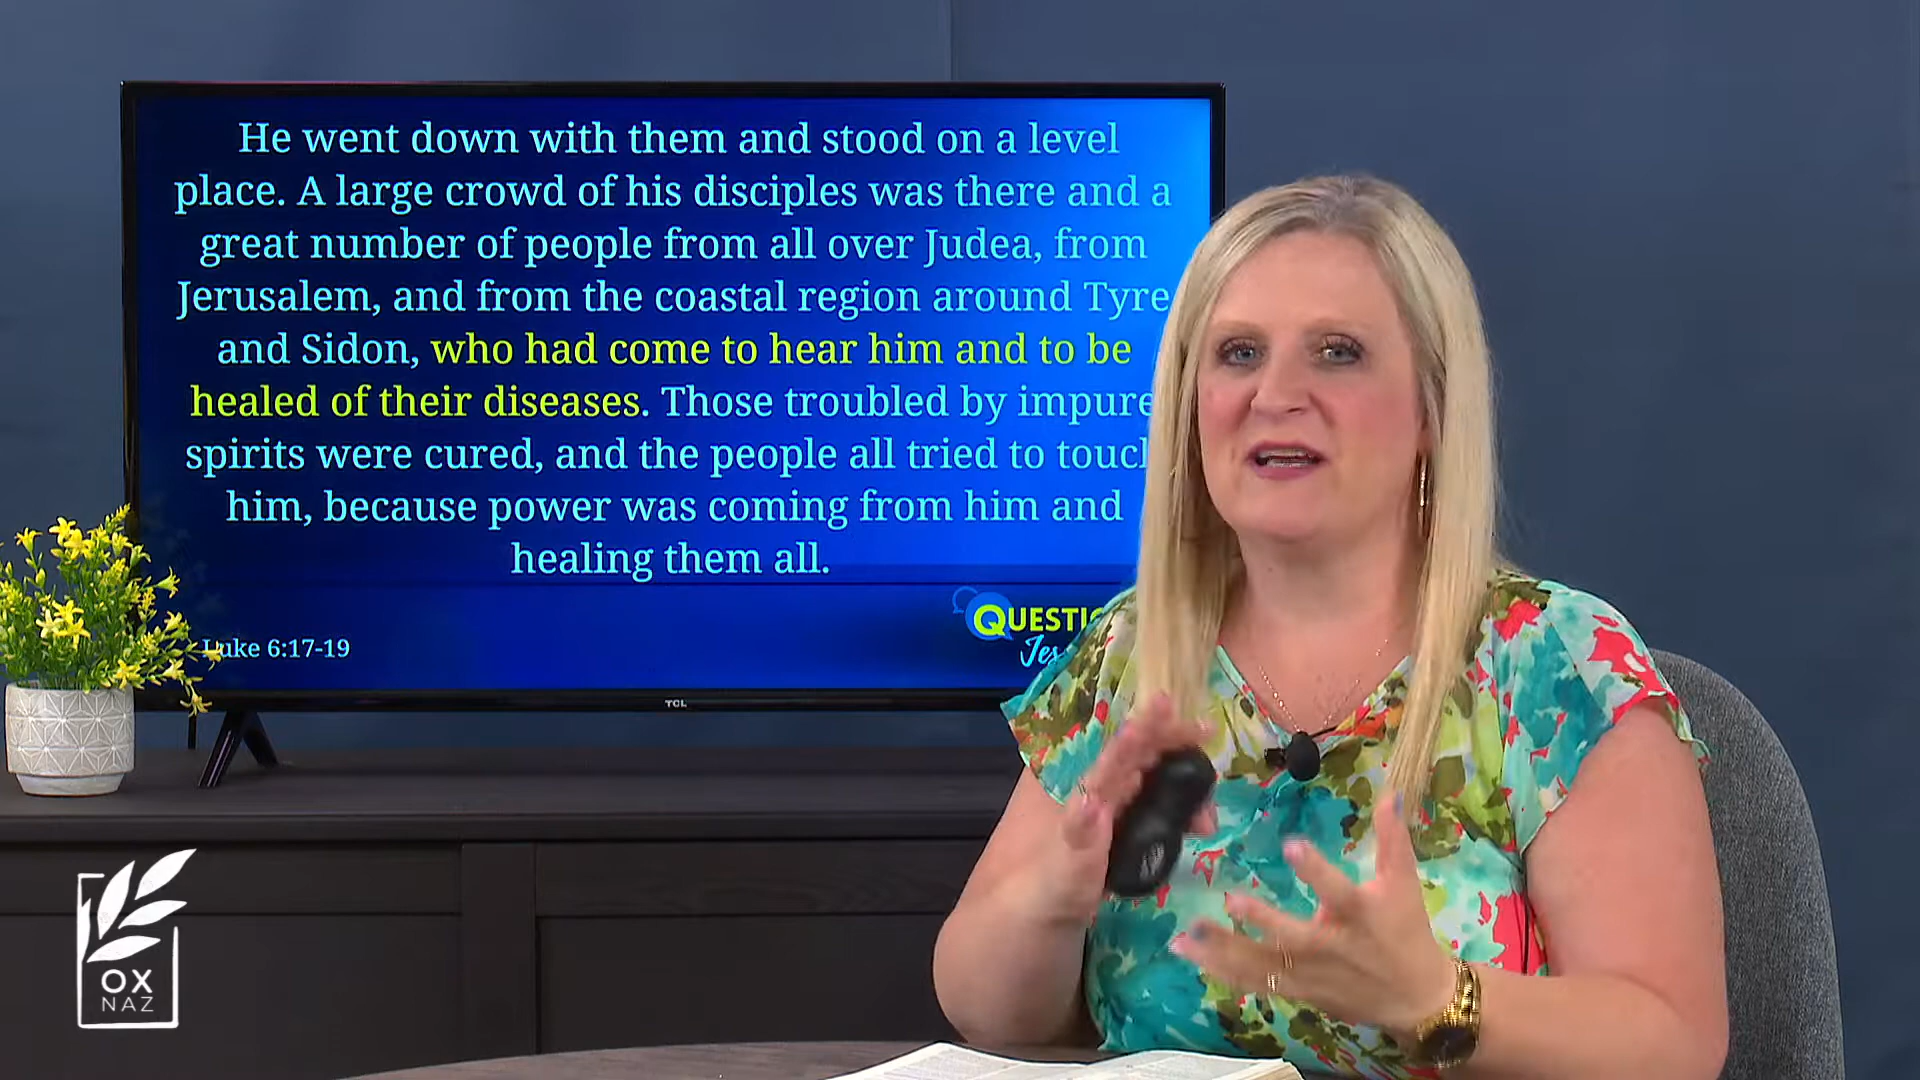 He went down with them and stood on a level
place. A large crowd of his disciples was there and a
great number of people from all over Judea, from
Jerusalem, and from the coastal region around Tyre
and Sidon, who had come to hear him and to be
healed of their diseases. Those troubled by impure
spirits were cured, and the people all tried to touch
him, because power was coming from him and
healing them all.
Luke 6:17-19
TCL
OX
NAZ